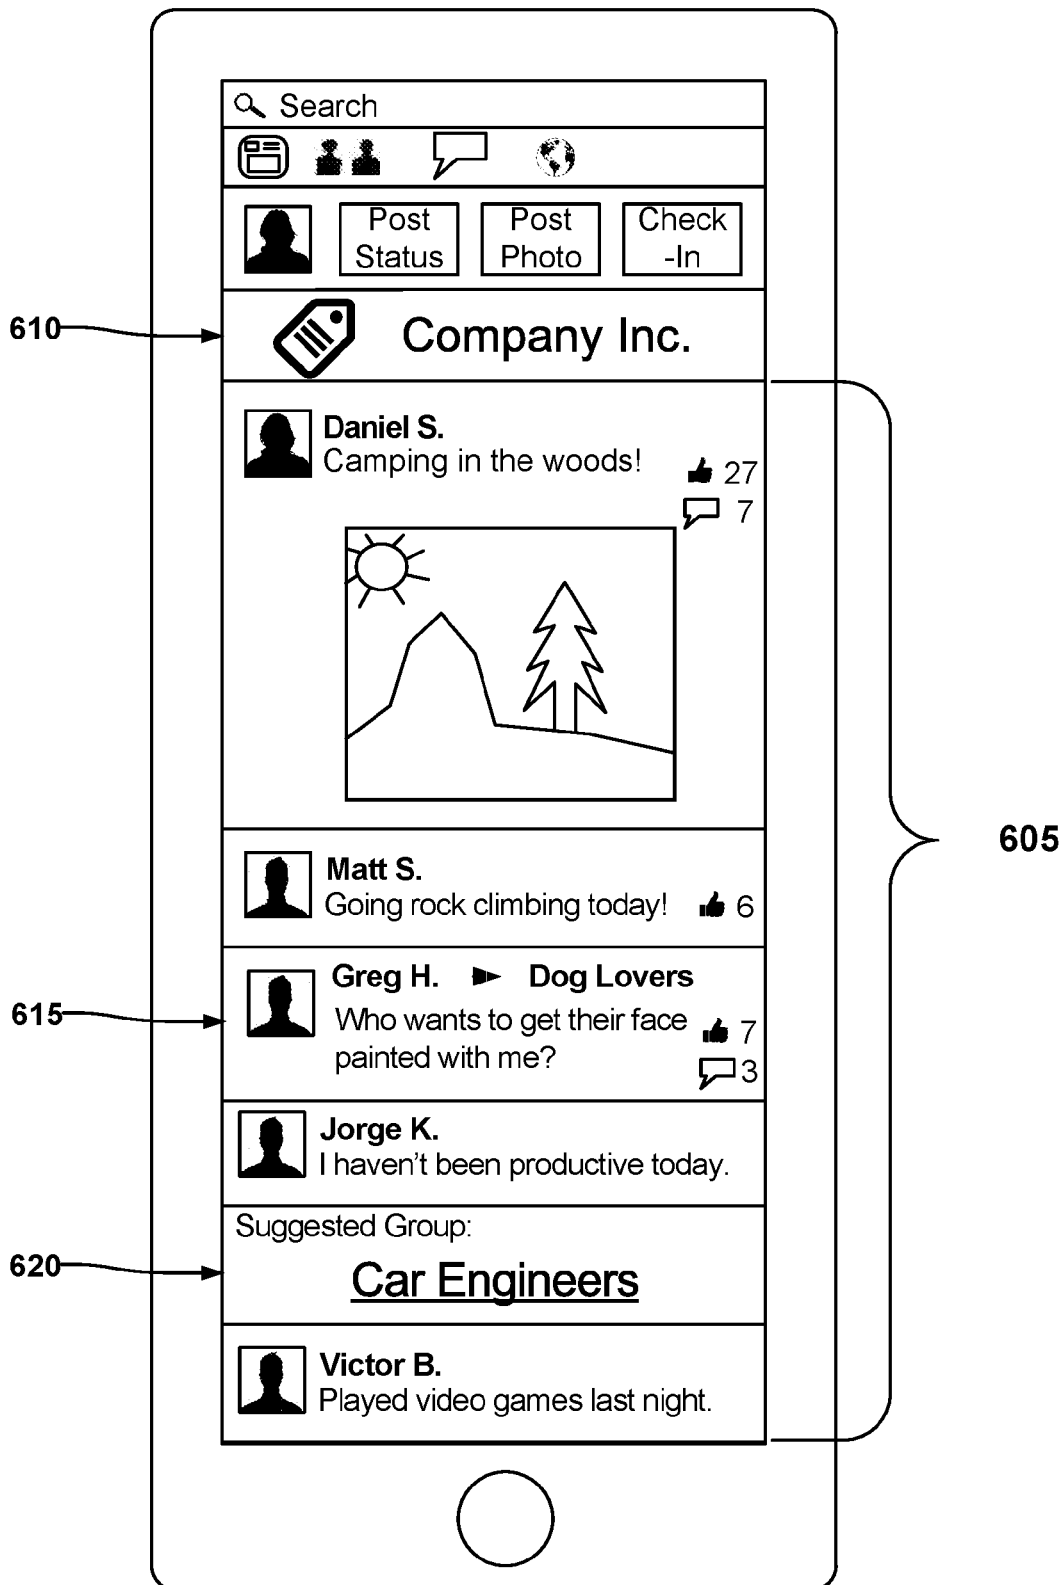 Search
Post Status
Post Photo
Check -In
610
Company Inc.
Daniel S.
Camping in the woods!
27
7
605
Matt S.
Going rock climbing today!
6
Greg H. Dog Lovers
615
Who wants to get their face
7
painted with me?
3
Jorge K.
I haven't been productive today.
Suggested Group:
620
Car Engineers
Victor B.
Played video games last night.